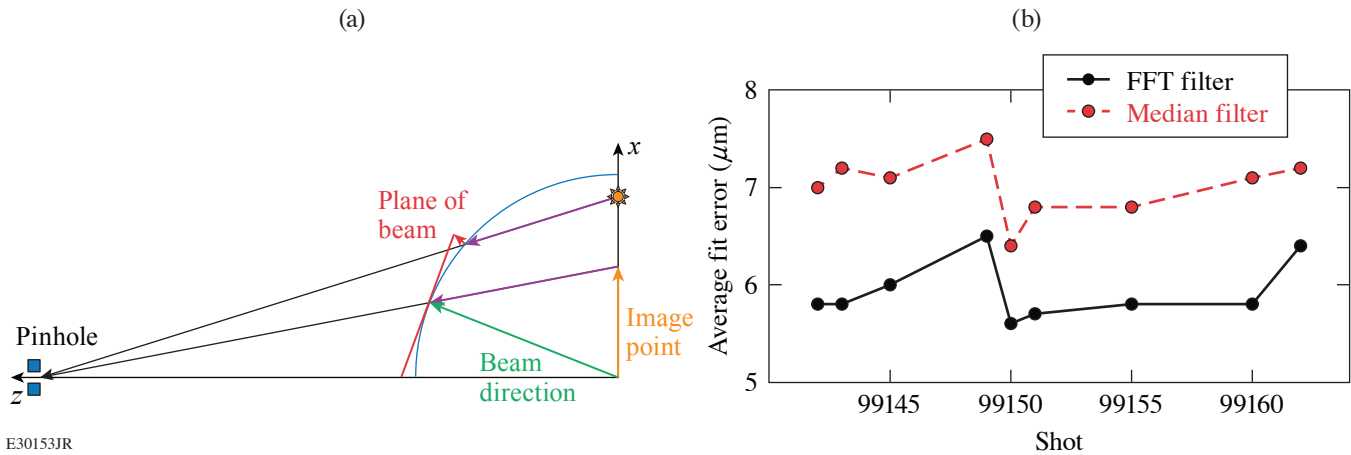 (a)
x
Plane of
beam
Pinhole
z
Image
point
Beam
direction
E30153JR
(b)
FFT filter
Median filter
Average fit error (μm)
8
7
6
5
99145
99150
99155
99160
Shot